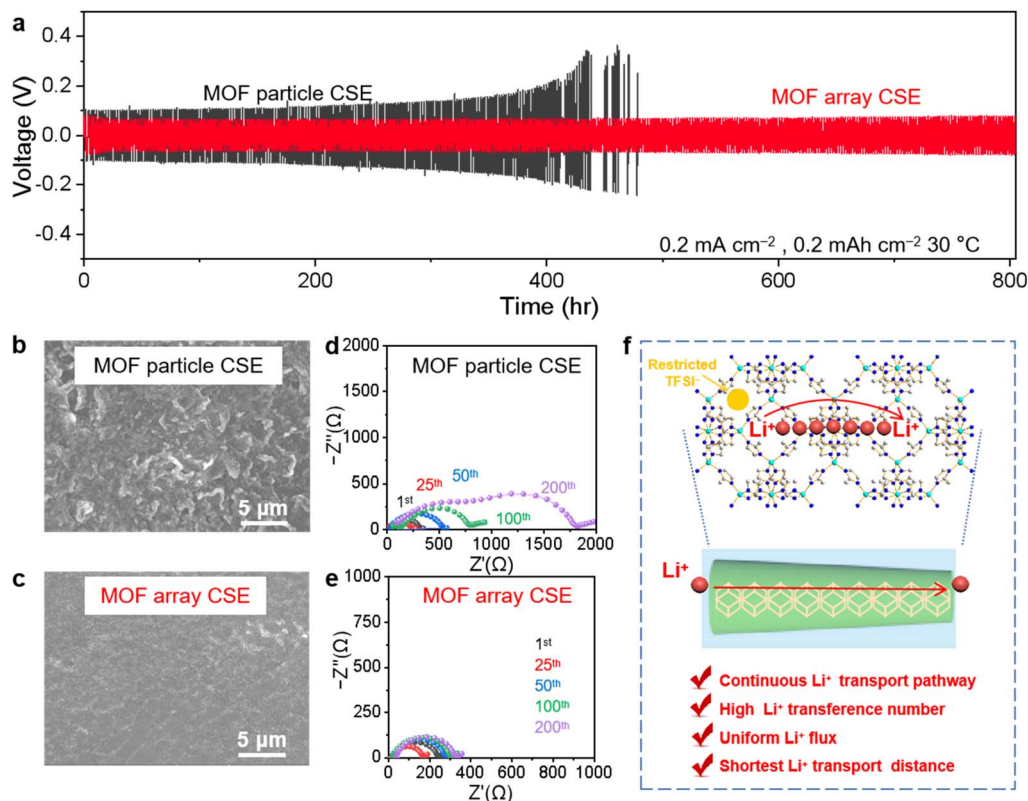 a
0.4
0.2
0.0
-0.2
-0.4
Voltage (V)
MOF particle CSE
MOF array CSE
0.2 mA cm⁻² , 0.2 mAh cm⁻² 30 °C
0 200 400 600 800
Time (hr)
b
MOF particle CSE
5 μm
c
MOF array CSE
5 μm
d
MOF particle CSE
2000
1500
1000
500
250
0
−Z''(Ω)
1ˢᵗ
25ᵗʰ
50ᵗʰ
100ᵗʰ
200ᵗʰ
0 500 1000 1500 2000
Z'(Ω)
e
MOF array CSE
1000
750
500
250
0
−Z''(Ω)
1ˢᵗ
25ᵗʰ
50ᵗʰ
100ᵗʰ
200ᵗʰ
0 200 400 600 800 1000
Z'(Ω)
f
Restricted
TFSI⁻
Li⁺ Li⁺
Li⁺
Continuous Li⁺ transport pathway
High Li⁺ transference number
Uniform Li⁺ flux
Shortest Li⁺ transport distance